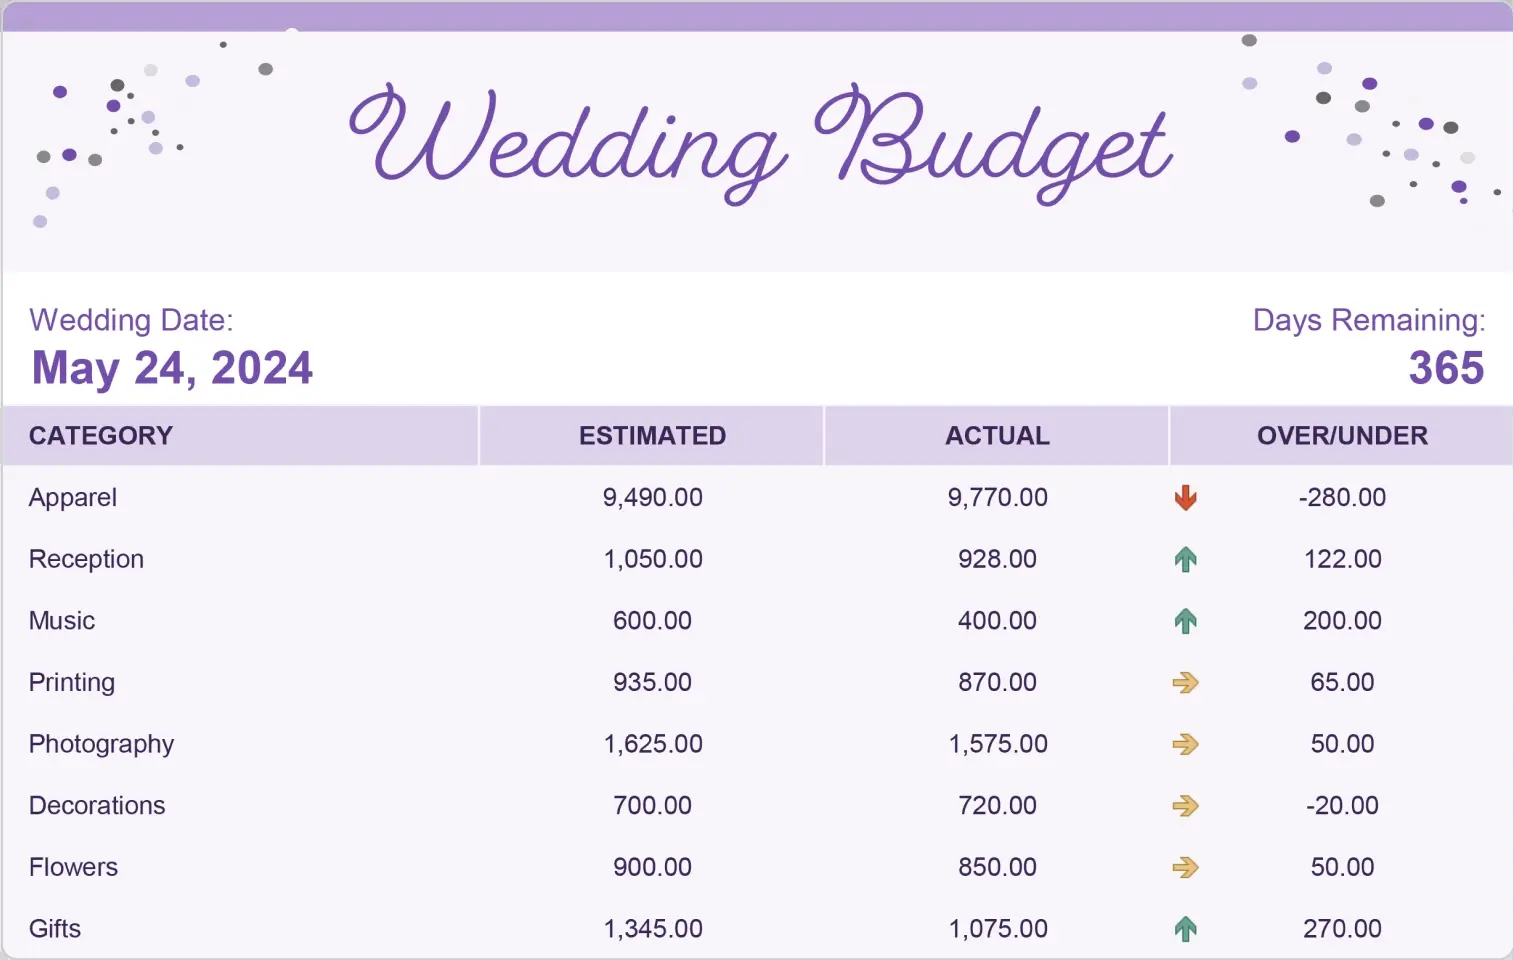 Wedding Budget
Wedding Date: Days Remaining:
May 24, 2024 365
CATEGORY ESTIMATED ACTUAL OVER/UNDER
Apparel 9,490.00 9,770.00 -280.00
Reception 1,050.00 928.00 122.00
Music 600.00 400.00 200.00
Printing 935.00 870.00 65.00
Photography 1,625.00 1,575.00 50.00
Decorations 700.00 720.00 -20.00
Flowers 900.00 850.00 50.00
Gifts 1,345.00 1,075.00 270.00